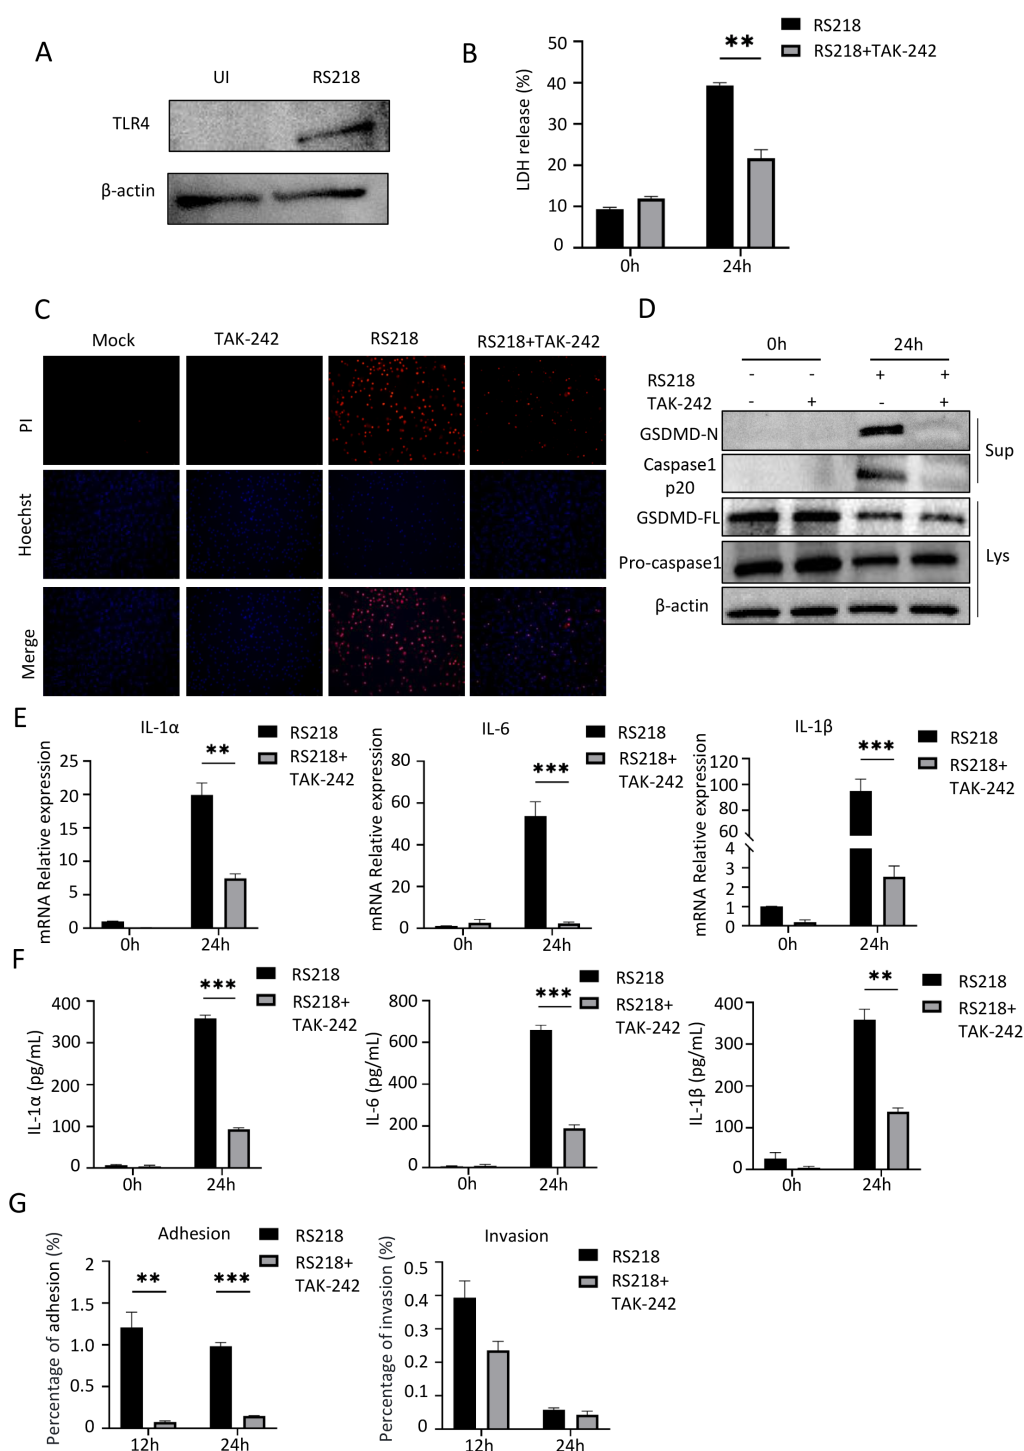 A
UI RS218
TLR4
β-actin
B
RS218
RS218+TAK-242
**
LDH release (%)
50
40
30
20
10
0
0h 24h
C
Mock TAK-242 RS218 RS218+TAK-242
PI
Hoechst
Merge
D
0h 24h
RS218 - - + +
TAK-242 - + - +
GSDMD-N
Caspase1
p20
Sup
GSDMD-FL
Pro-caspase1
β-actin
Lys
E
IL-1α
RS218
RS218+
TAK-242
**
mRNA Relative expression
25
20
15
10
5
0
0h 24h
IL-6
RS218
RS218+
TAK-242
***
mRNA Relative expression
80
60
40
20
0
0h 24h
IL-1β
RS218
RS218+
TAK-242
***
mRNA Relative expression
120
100
80
60
4
3
2
1
0
0h 24h
F
RS218
RS218+
TAK-242
***
IL-1α (pg/mL)
400
300
200
100
0
0h 24h
RS218
RS218+
TAK-242
***
IL-6 (pg/mL)
800
600
400
200
0
0h 24h
RS218
RS218+
TAK-242
**
IL-1β (pg/mL)
400
300
200
100
0
0h 24h
G
Adhesion
RS218
RS218+
TAK-242
** ***
Percentage of adhesion (%)
2
1.5
1.0
0.5
0
12h 24h
Invasion
RS218
RS218+
TAK-242
Percentage of invasion (%)
0.5
0.4
0.3
0.2
0.1
0
12h 24h